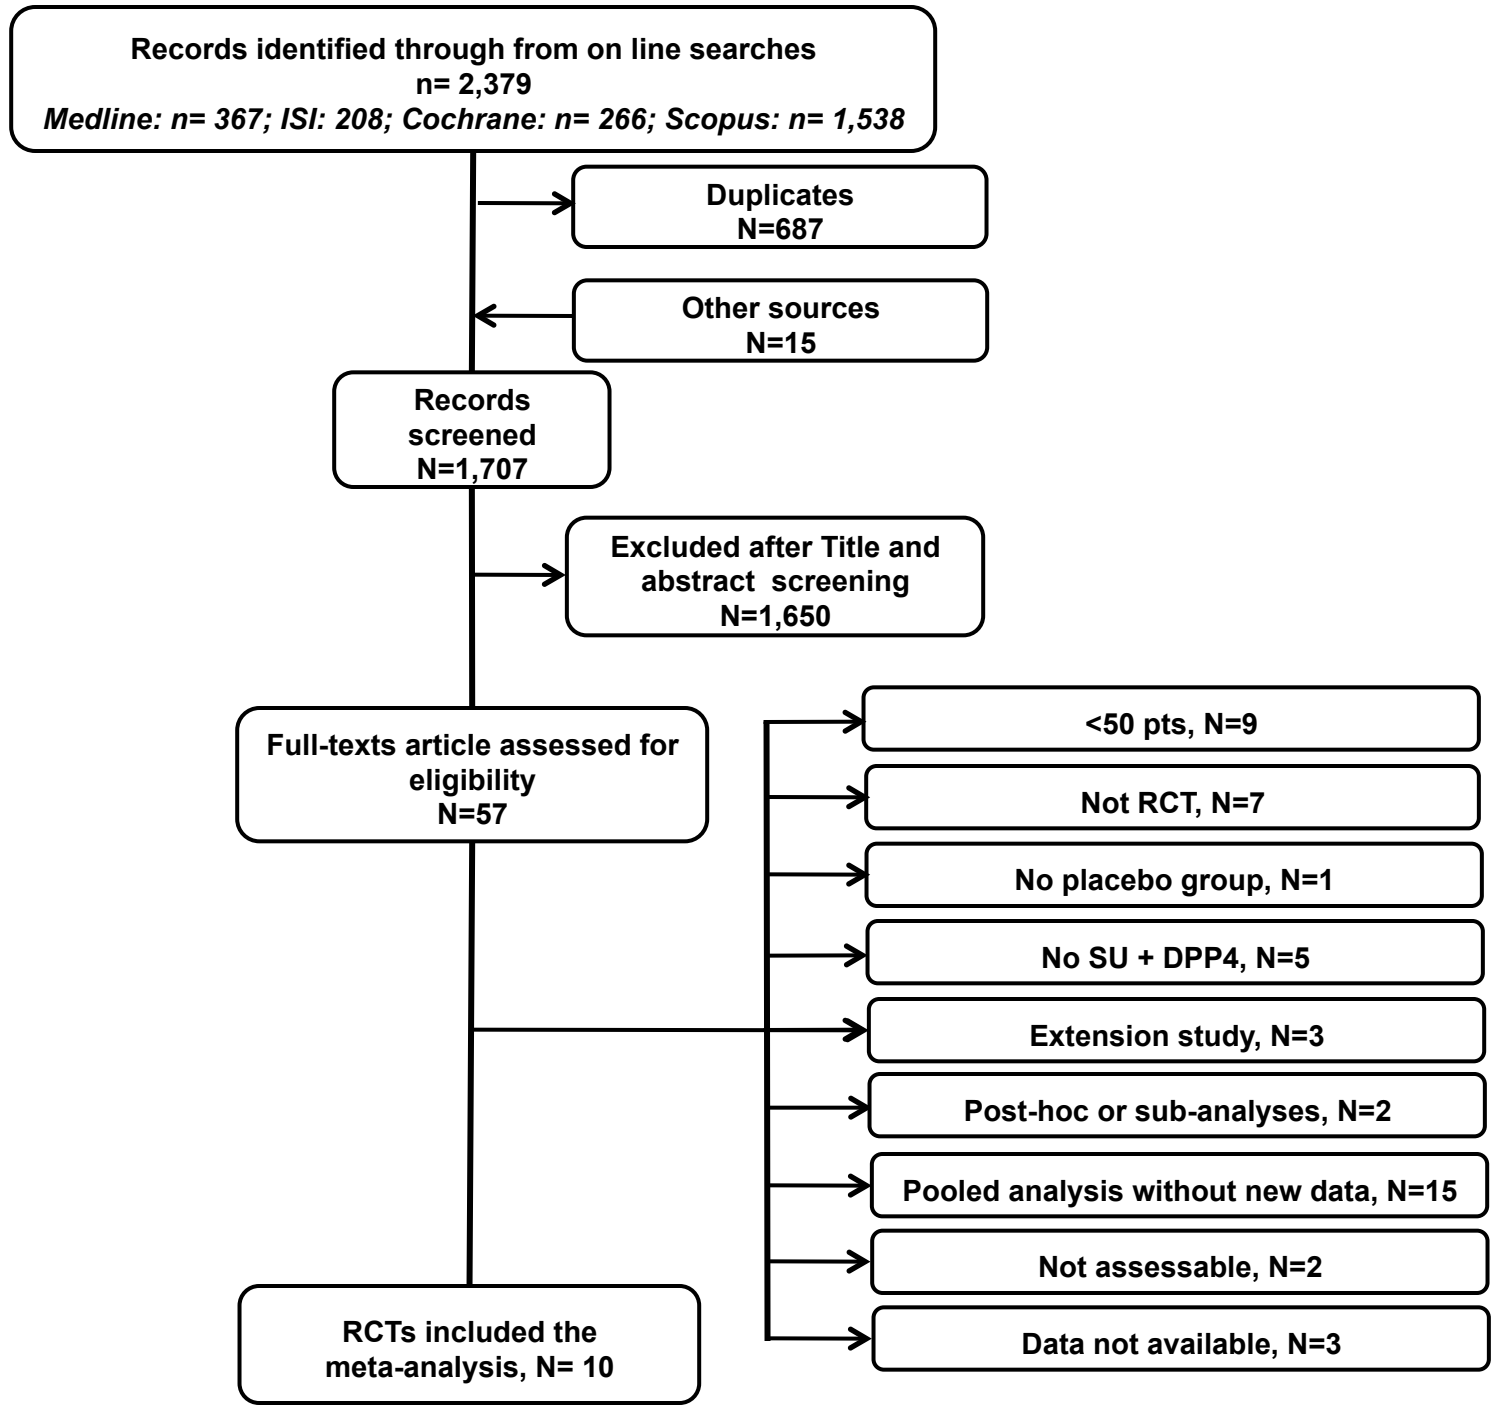 Records identified through from on line searches
n= 2,379
Medline: n= 367; ISI: 208; Cochrane: n= 266; Scopus: n= 1,538
Duplicates
N=687
Other sources
N=15
Records
screened
N=1,707
Excluded after Title and
abstract  screening
N=1,650
Full-texts article assessed for
eligibility
N=57
<50 pts, N=9
Not RCT, N=7
No placebo group, N=1
No SU + DPP4, N=5
Extension study, N=3
Post-hoc or sub-analyses, N=2
Pooled analysis without new data, N=15
Not assessable, N=2
Data not available, N=3
RCTs included the
meta-analysis, N= 10